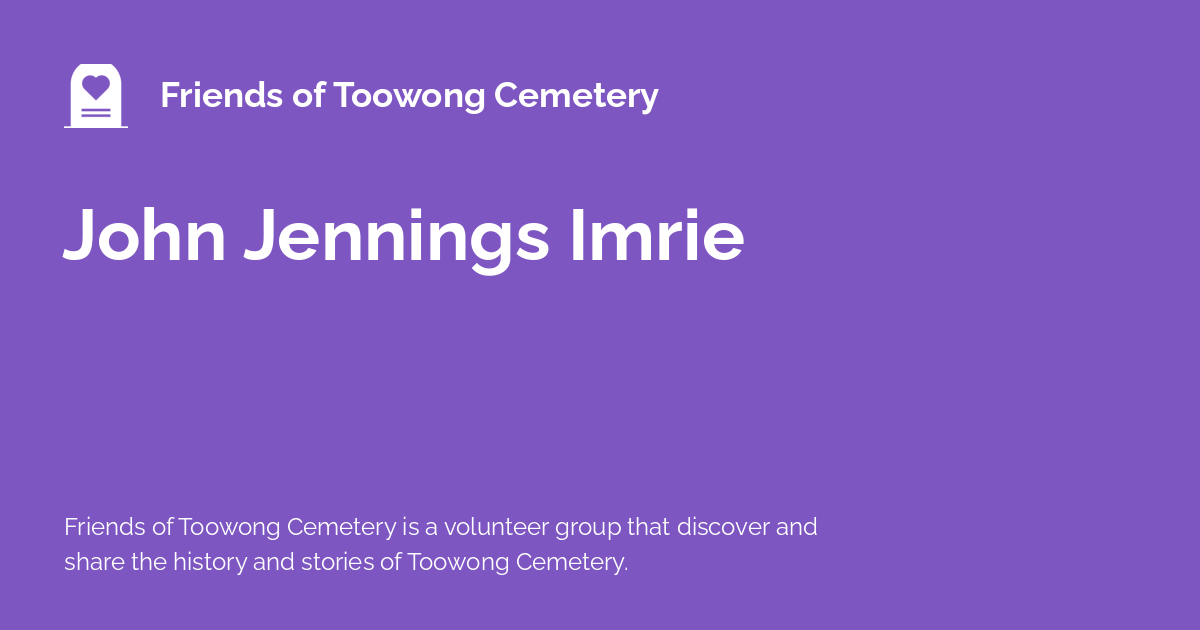 Friends of Toowong Cemetery
John Jennings Imrie
Friends of Toowong Cemetery is a volunteer group that discover and
share the history and stories of Toowong Cemetery.